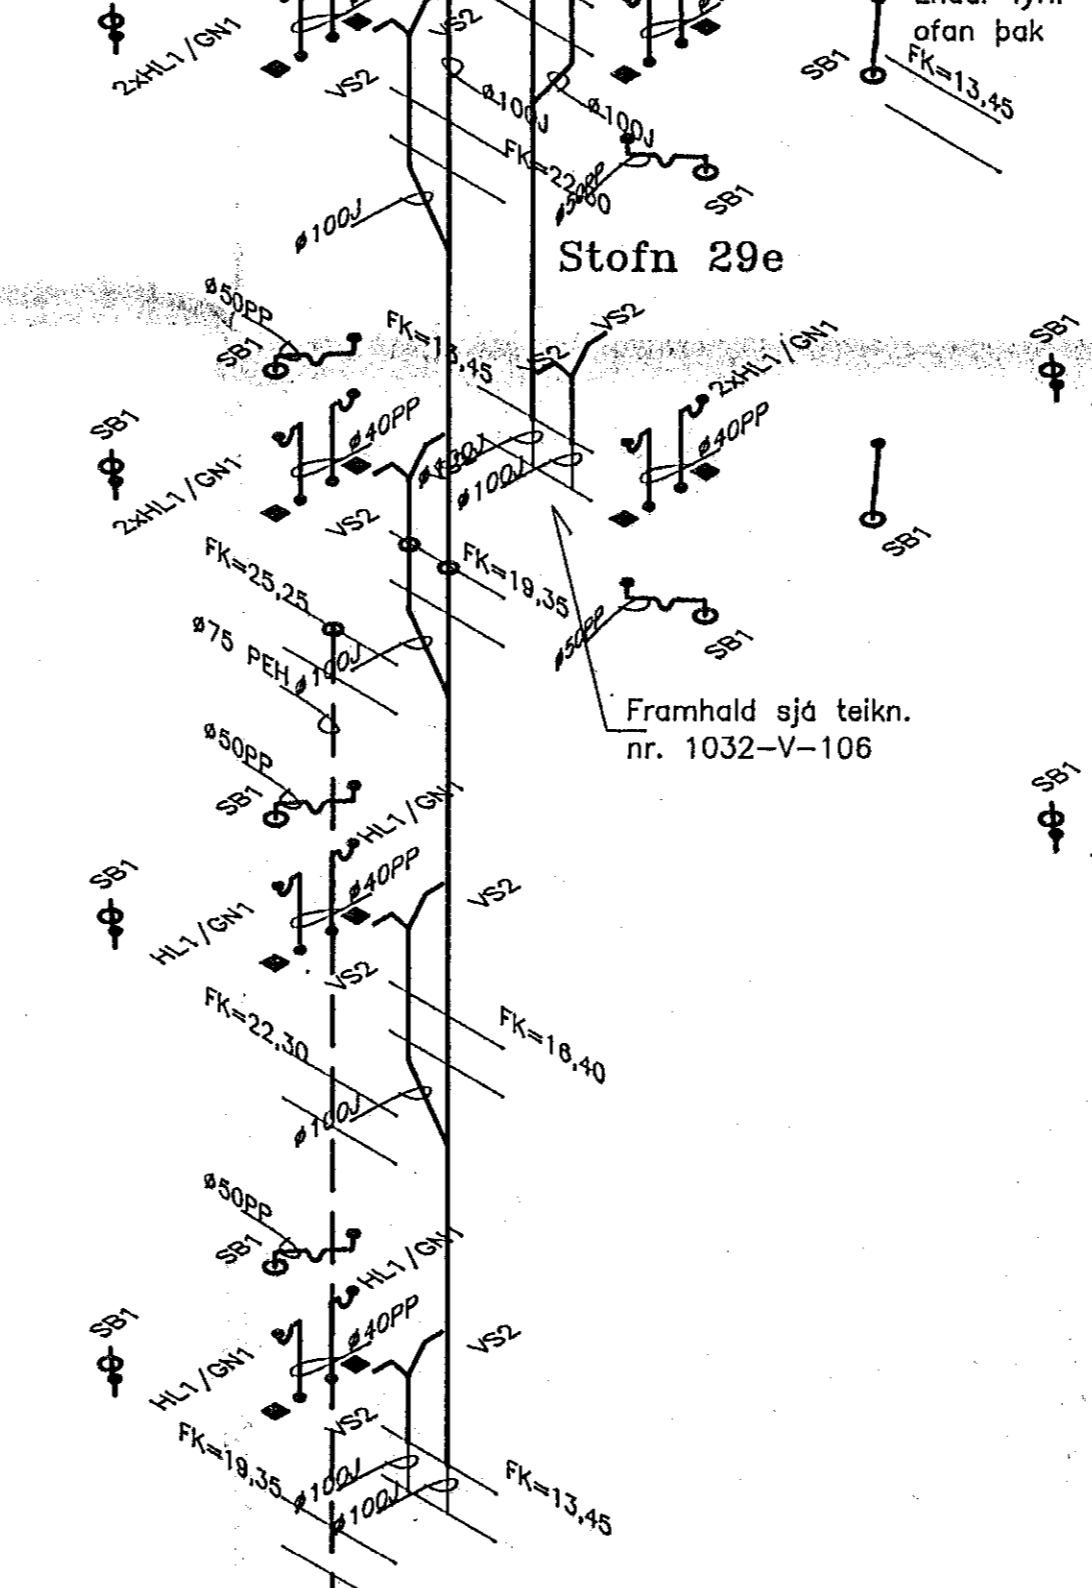 ofan þak
SB1
FK=13,45
2xHL1/GN1
VS2
VS2
ø100J
ø100J
FK=22,60
ø50PP
SB1
ø100J
Stofn 29e
ø50PP
SB1
FK=13,45
VS2
VS2
2xHL1/GN1
SB1
SB1
ø40PP
ø100J
ø100J
ø40PP
2xHL1/GN1
VS2
SB1
FK=25,25
FK=19,35
ø75 PEH
ø100J
ø50PP
SB1
Framhald sjá teikn.
nr. 1032-V-106
ø50PP
SB1
HL1/GN1
SB1
SB1
ø40PP
VS2
HL1/GN1
VS2
FK=22,30
FK=16,40
ø100J
ø50PP
SB1
HL1/GN1
SB1
ø40PP
VS2
HL1/GN1
VS2
FK=19,35
ø100J
ø100J
FK=13,45